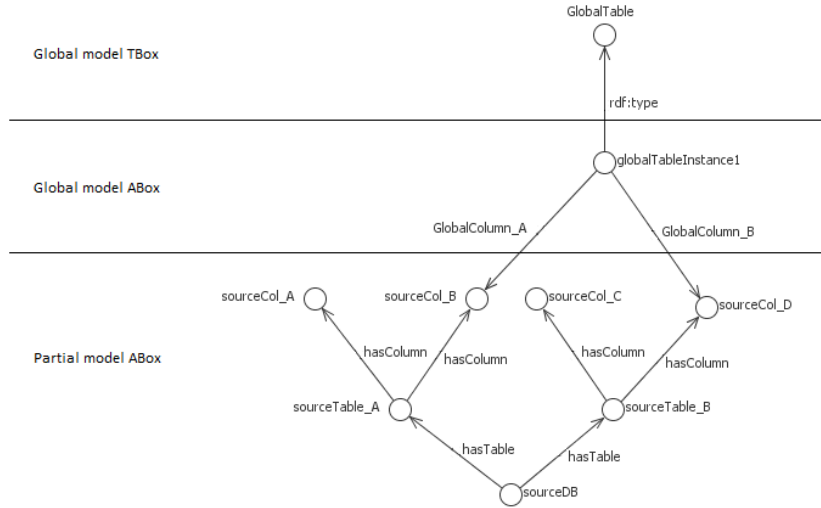 GlobalTable
Global model TBox
rdf:type
globalTableInstance1
Global model ABox
GlobalColumn_A
GlobalColumn_B
sourceCol_A
sourceCol_B
sourceCol_C
sourceCol_D
hasColumn
hasColumn
hasColumn
hasColumn
Partial model ABox
sourceTable_A
sourceTable_B
hasTable
hasTable
sourceDB